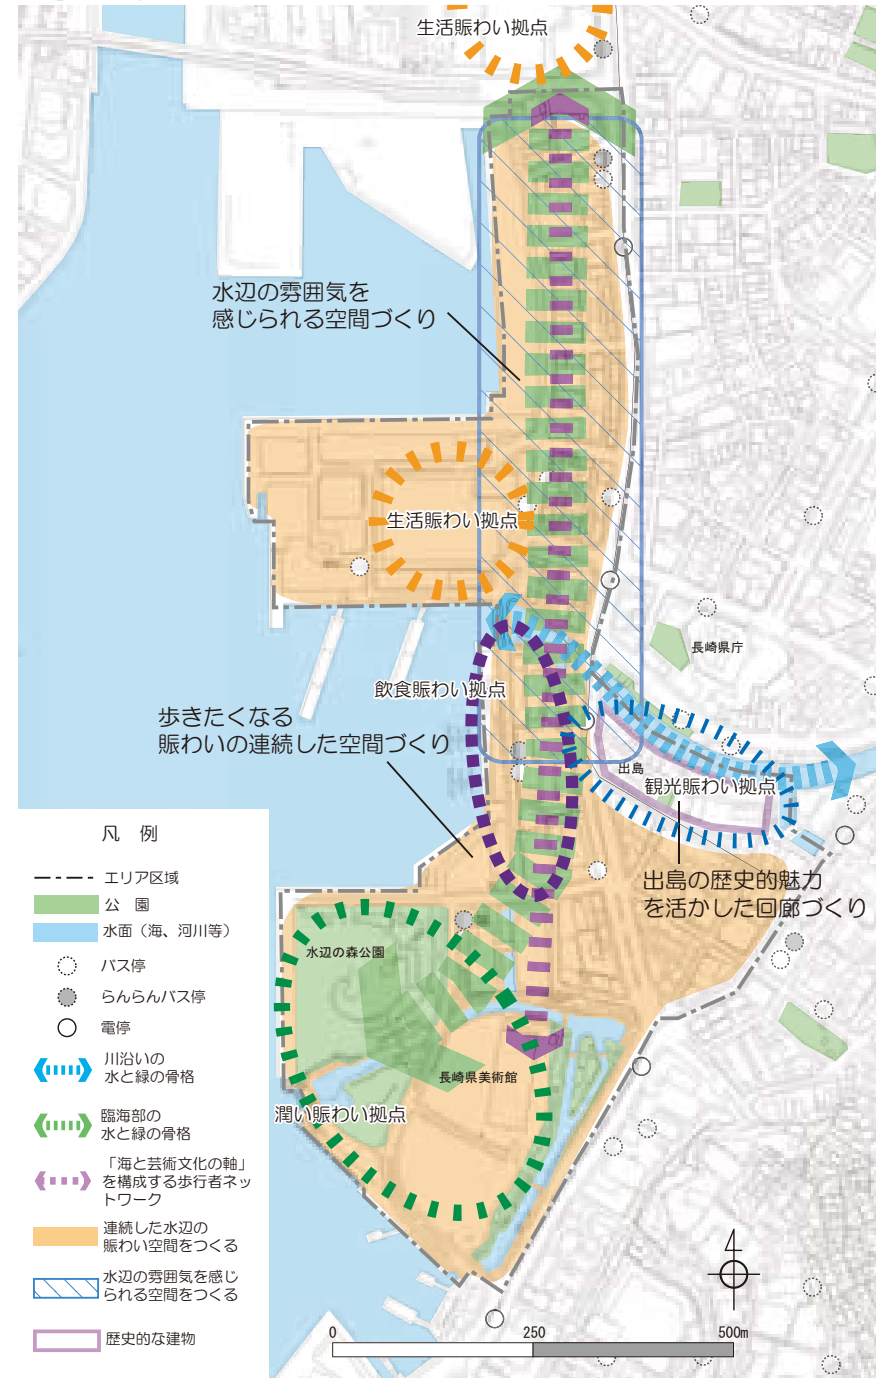 生活賑わい拠点
水辺の雰囲気を
感じられる空間づくり
生活賑わい拠点
長崎県庁
飲食賑わい拠点
歩きたくなる
賑わいの連続した空間づくり
出島
観光賑わい拠点
出島の歴史的魅力
を活かした回廊づくり
水辺の森公園
長崎県美術館
潤い賑わい拠点
凡 例
エリア区域
公 園
水面（海、河川等）
バス停
らんらんバス停
電停
川沿いの
水と緑の骨格
臨海部の
水と緑の骨格
「海と芸術文化の軸」
を構成する歩行者ネッ
トワーク
連続した水辺の
賑わい空間をつくる
水辺の雰囲気を感じ
られる空間をつくる
歴史的な建物
0 250 500m